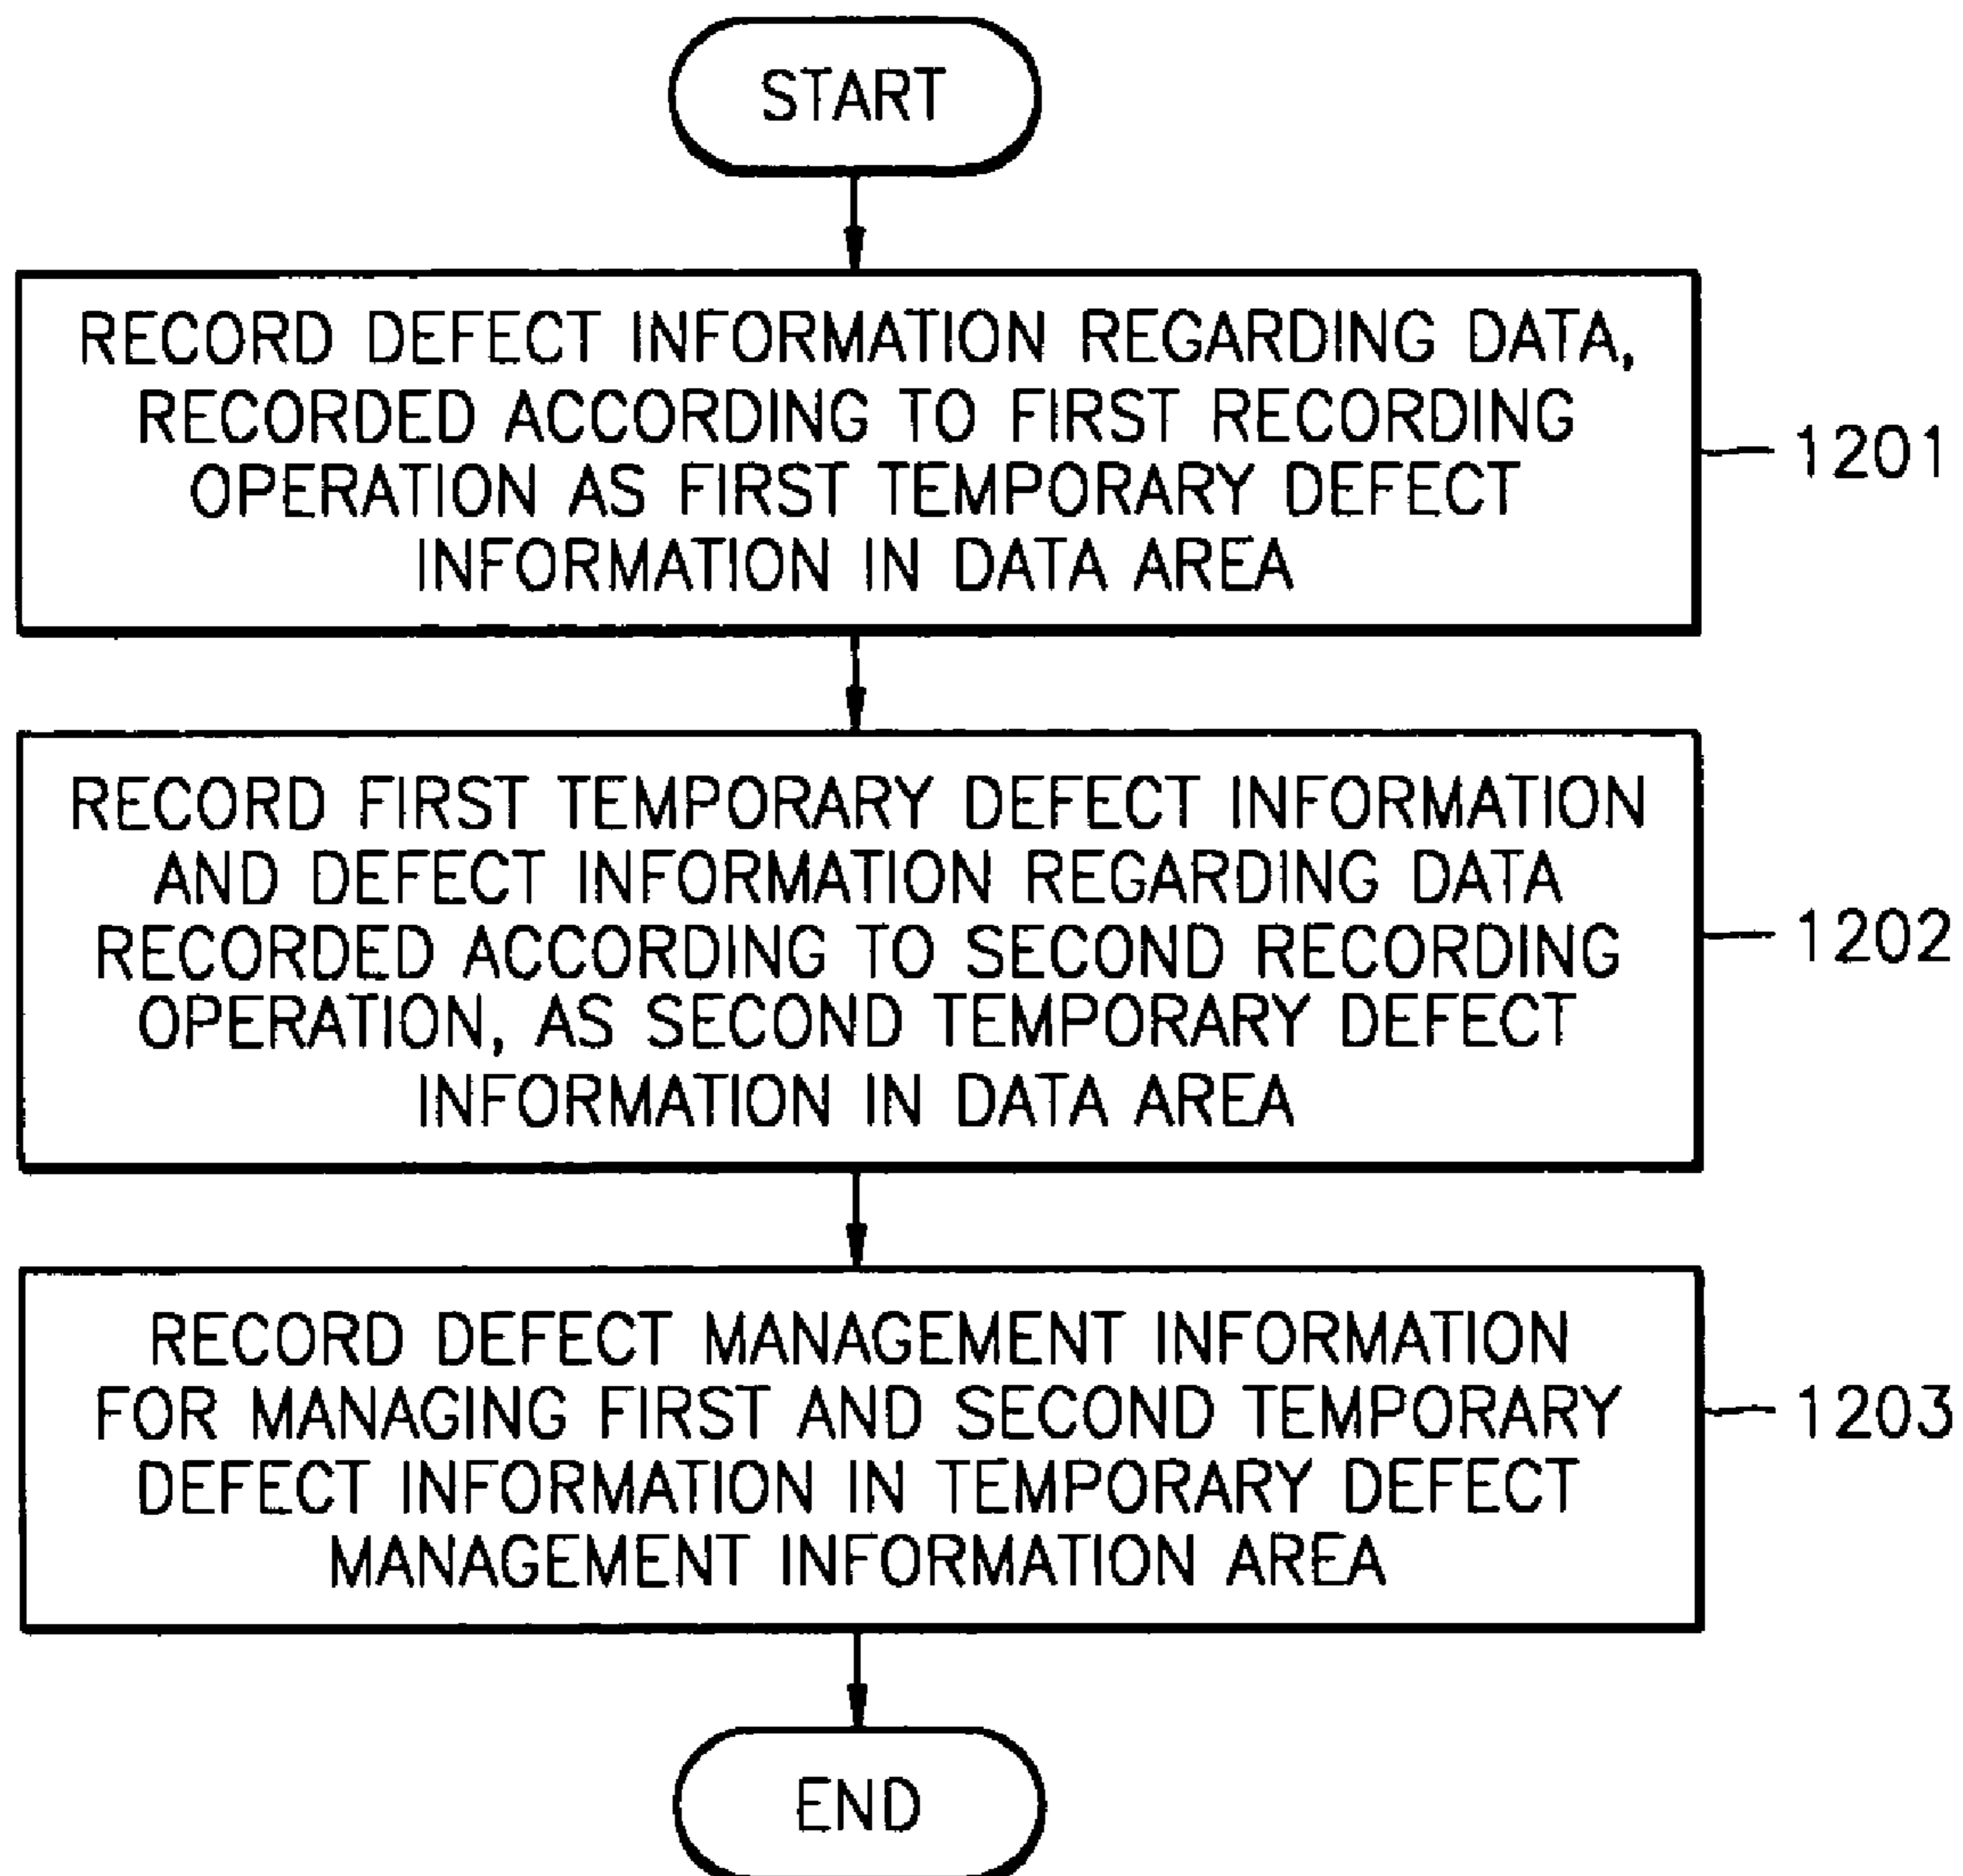 START
RECORD DEFECT INFORMATION REGARDING DATA,
RECORDED ACCORDING TO FIRST RECORDING
OPERATION AS FIRST TEMPORARY DEFECT
INFORMATION IN DATA AREA
1201
RECORD FIRST TEMPORARY DEFECT INFORMATION
AND DEFECT INFORMATION REGARDING DATA
RECORDED ACCORDING TO SECOND RECORDING
OPERATION, AS SECOND TEMPORARY DEFECT
INFORMATION IN DATA AREA
1202
RECORD DEFECT MANAGEMENT INFORMATION
FOR MANAGING FIRST AND SECOND TEMPORARY
DEFECT INFORMATION IN TEMPORARY DEFECT
MANAGEMENT INFORMATION AREA
1203
END